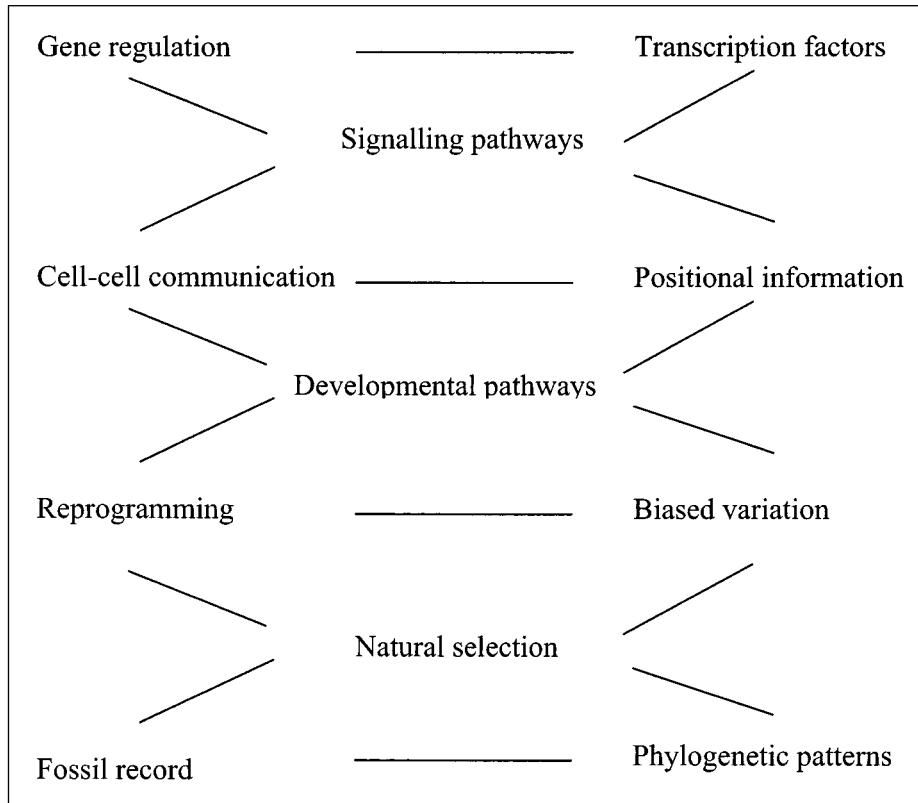 Gene regulation
Transcription factors
Signalling pathways
Cell-cell communication
Positional information
Developmental pathways
Reprogramming
Biased variation
Natural selection
Fossil record
Phylogenetic patterns